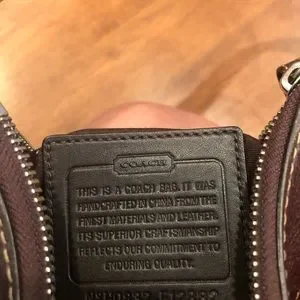 COACH
THIS IS A COACH BAG. IT WAS
HANDCRAFTED IN CHINA FROM THE
FINEST MATERIALS AND LEATHER.
ITS SUPERIOR CRAFTSMANSHIP
REFLECTS OUR COMMITMENT TO
ENDURING QUALITY.